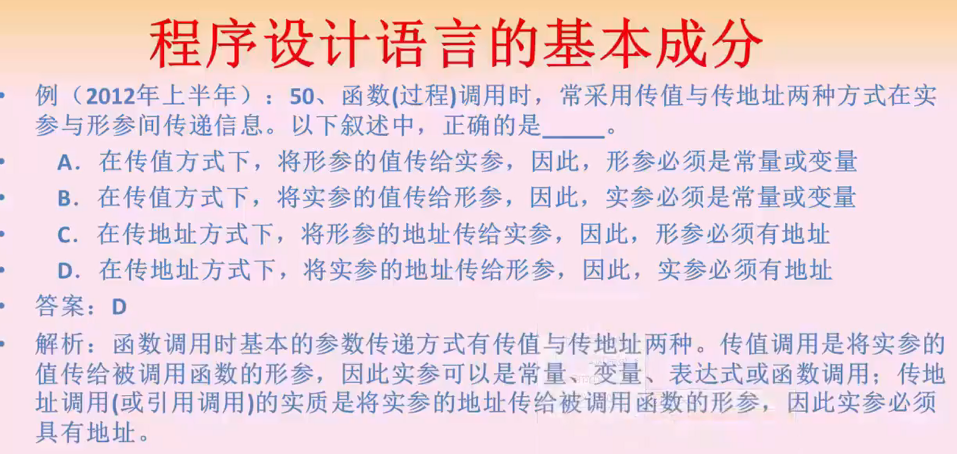 程序设计语言的基本成分
• 例（2012年上半年）：50、函数(过程)调用时，常采用传值与传地址两种方式在实
参与形参间传递信息。以下叙述中，正确的是_____。
• A．在传值方式下，将形参的值传给实参，因此，形参必须是常量或变量
• B．在传值方式下，将实参的值传给形参，因此，实参必须是常量或变量
• C．在传地址方式下，将形参的地址传给实参，因此，形参必须有地址
• D．在传地址方式下，将实参的地址传给形参，因此，实参必须有地址
• 答案：D
• 解析：函数调用时基本的参数传递方式有传值与传地址两种。传值调用是将实参的
值传给被调用函数的形参，因此实参可以是常量、变量、表达式或函数调用；传地
址调用(或引用调用)的实质是将实参的地址传给被调用函数的形参，因此实参必须
具有地址。